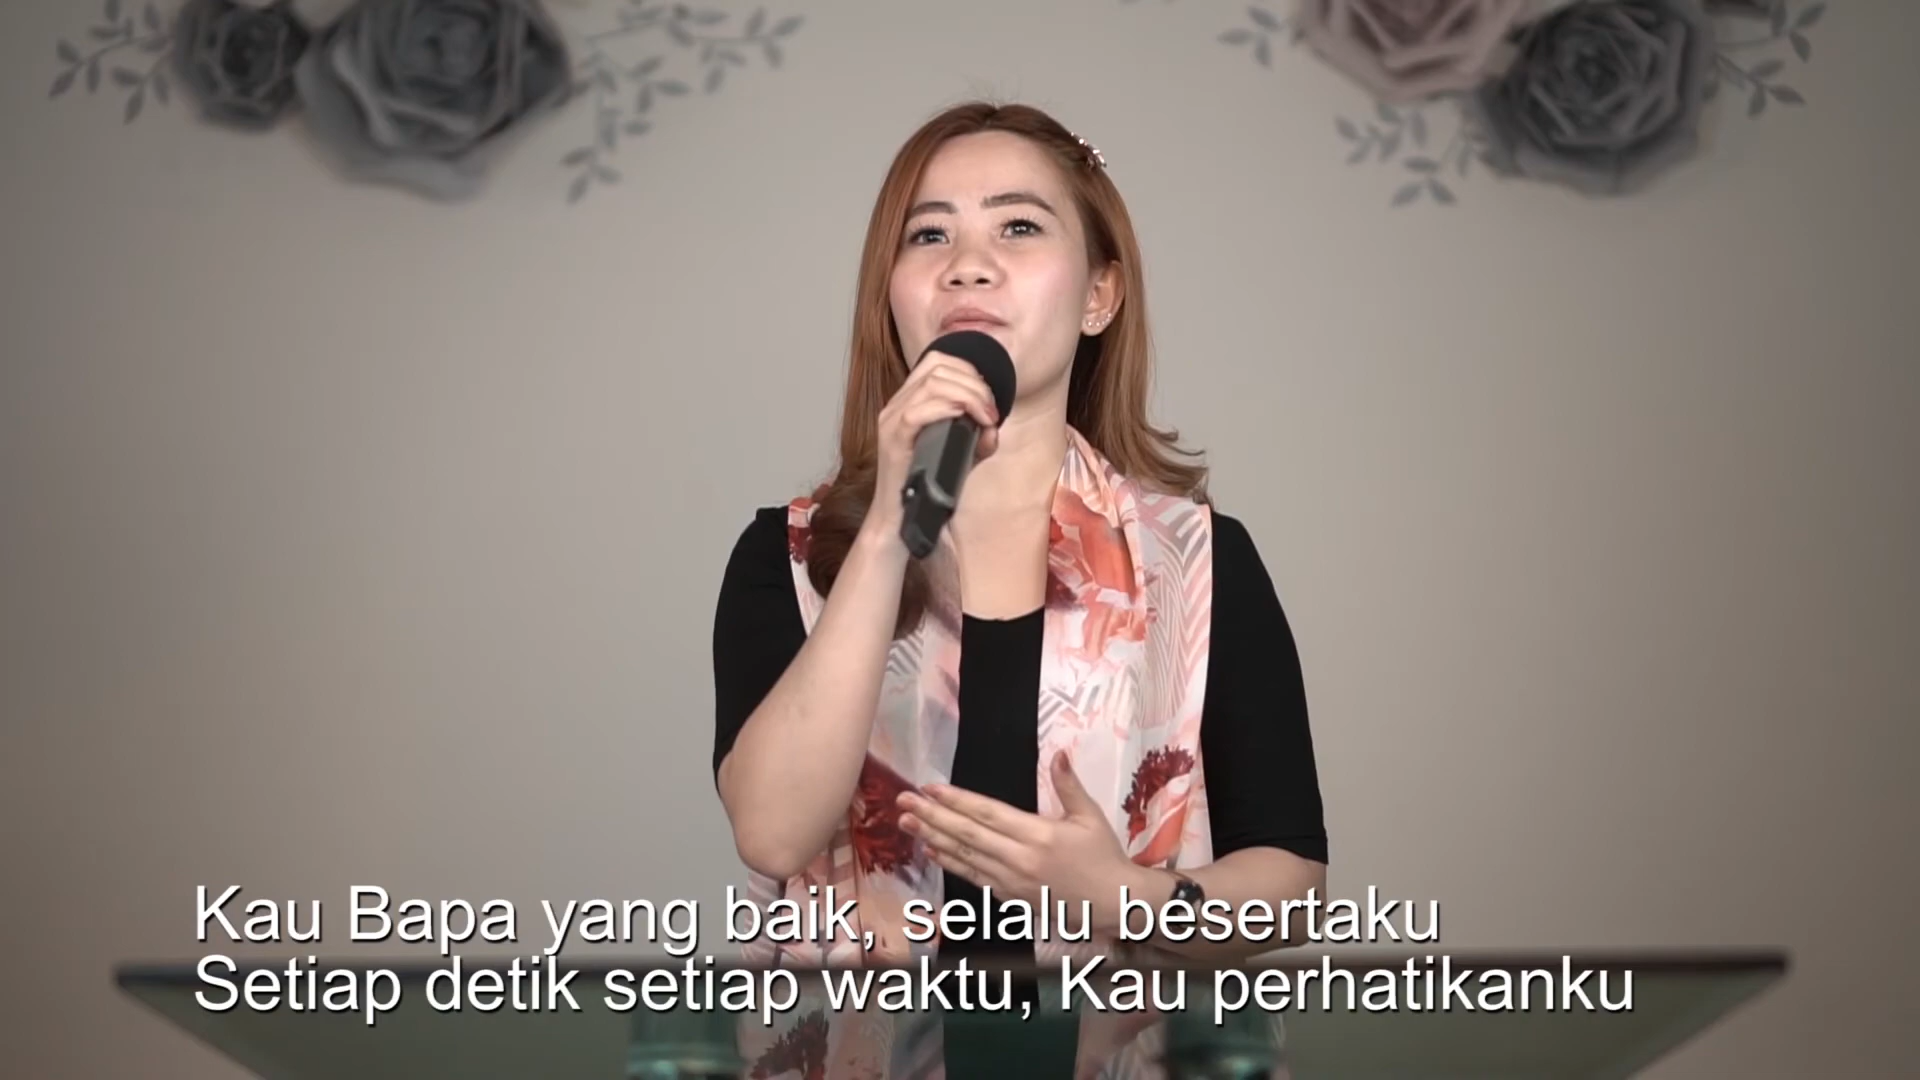 Kau Bapa yang baik, selalu besertaku
Setiap detik setiap waktu, Kau perhatikanku